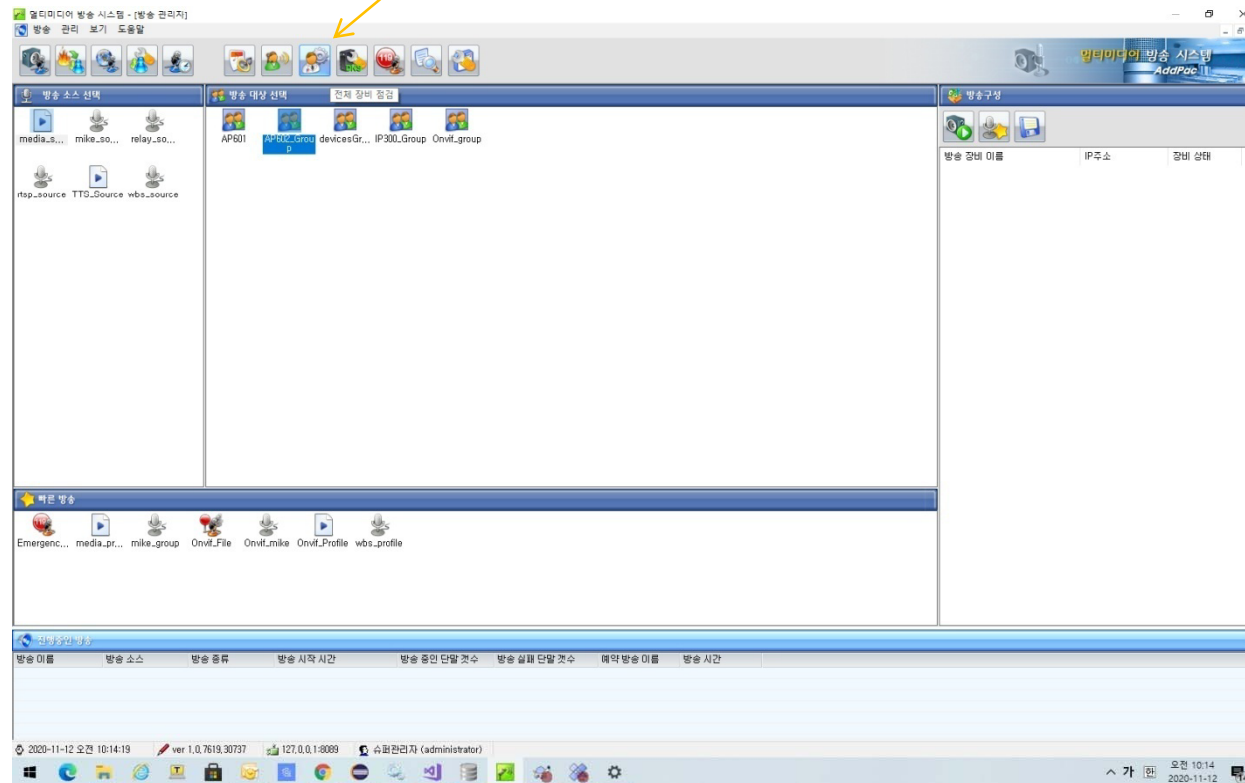 멀티미디어 방송 시스템 - [방송 관리자]
방송 관리 보기 도움말
멀티미디어 방송 시스템
AddPac
방송 소스 선택
방송 대상 선택
전체 장비 점검
방송구성
media_s... mike_so... relay_so...
AP601 AP602_Group devicesGr... IP300_Group Onvif_group
방송 장비 이름 IP주소 장비 상태
rtsp_source TTS_Source wbs_source
빠른 방송
Emergenc... media_pr... mike_group Onvif_File Onvif_mike Onvif_Profile wbs_profile
진행중인 방송
방송 이름 방송 소스 방송 종류 방송 시작 시간 방송 중인 단말 갯수 방송 실패 단말 갯수 예약 방송 이름 방송 시간
2020-11-12 오전 10:14:19 ver 1.0.7619.30737 127.0.0.1:8089 슈퍼관리자 (administrator)
가 한 오전 10:14
2020-11-12